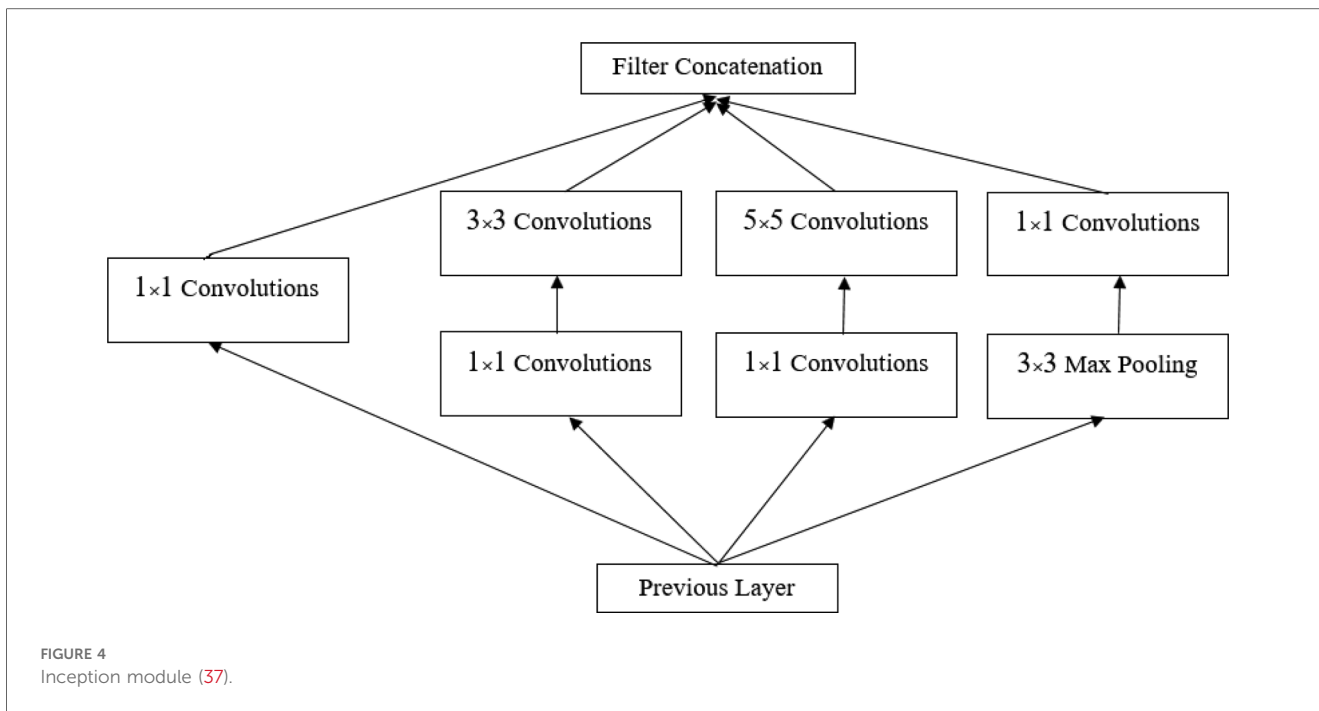 Filter Concatenation
3×3 Convolutions
5×5 Convolutions
1×1 Convolutions
1×1 Convolutions
1×1 Convolutions
1×1 Convolutions
3×3 Max Pooling
Previous Layer
FIGURE 4
Inception module (37).